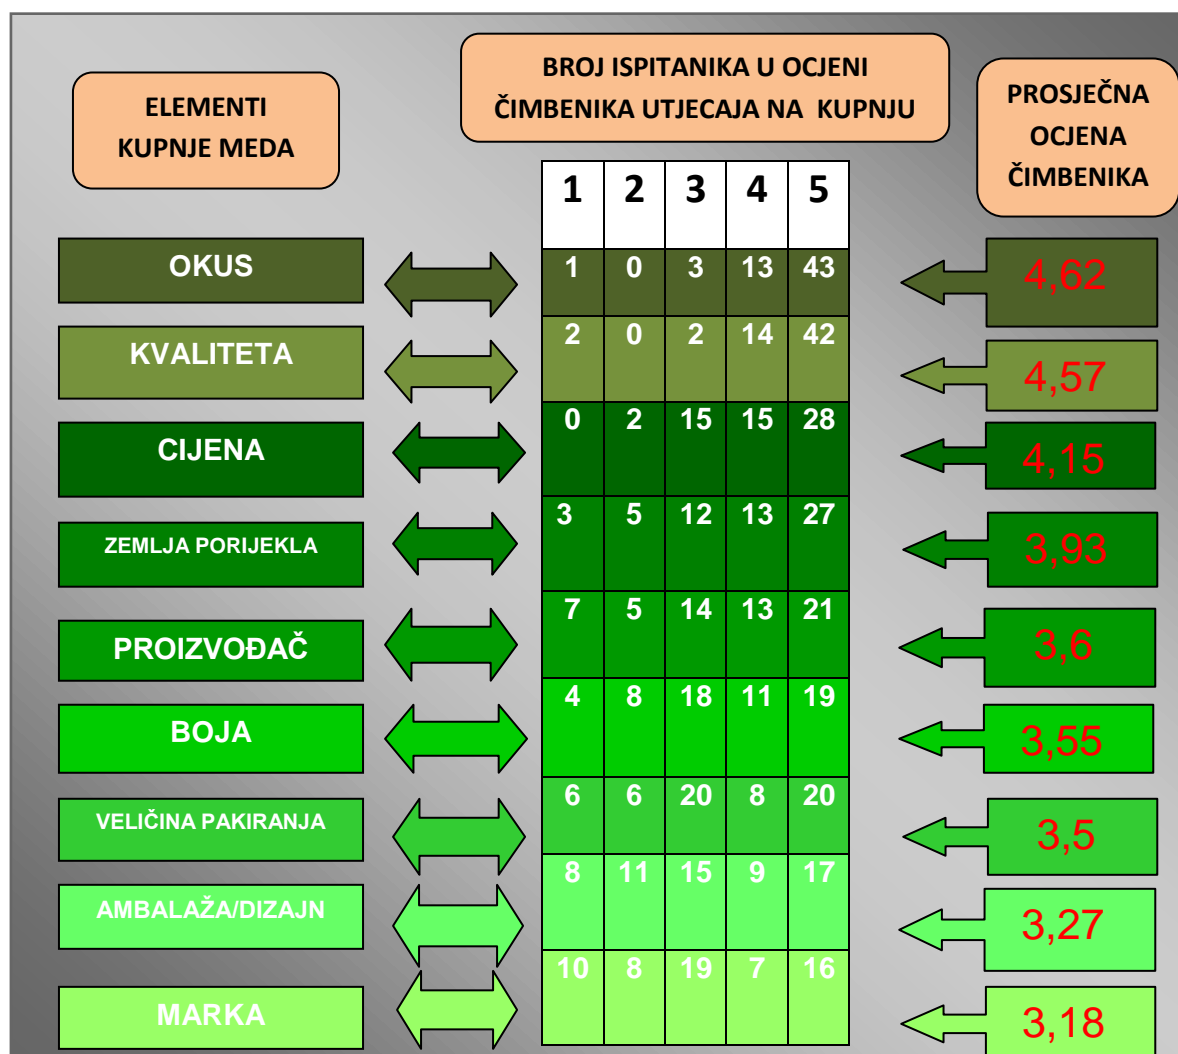 ELEMENTI
KUPNJE MEDA
BROJ ISPITANIKA U OCJENI
ČIMBENIKA UTJECAJA NA KUPNJU
PROSJEČNA
OCJENA
ČIMBENIKA
1 2 3 4 5
OKUS 1 0 3 13 43 4,62
KVALITETA 2 0 2 14 42 4,57
CIJENA 0 2 15 15 28 4,15
ZEMLJA PORIJEKLA 3 5 12 13 27 3,93
PROIZVOĐAČ 7 5 14 13 21 3,6
BOJA 4 8 18 11 19 3,55
VELIČINA PAKIRANJA 6 6 20 8 20 3,5
AMBALAŽA/DIZAJN 8 11 15 9 17 3,27
MARKA 10 8 19 7 16 3,18